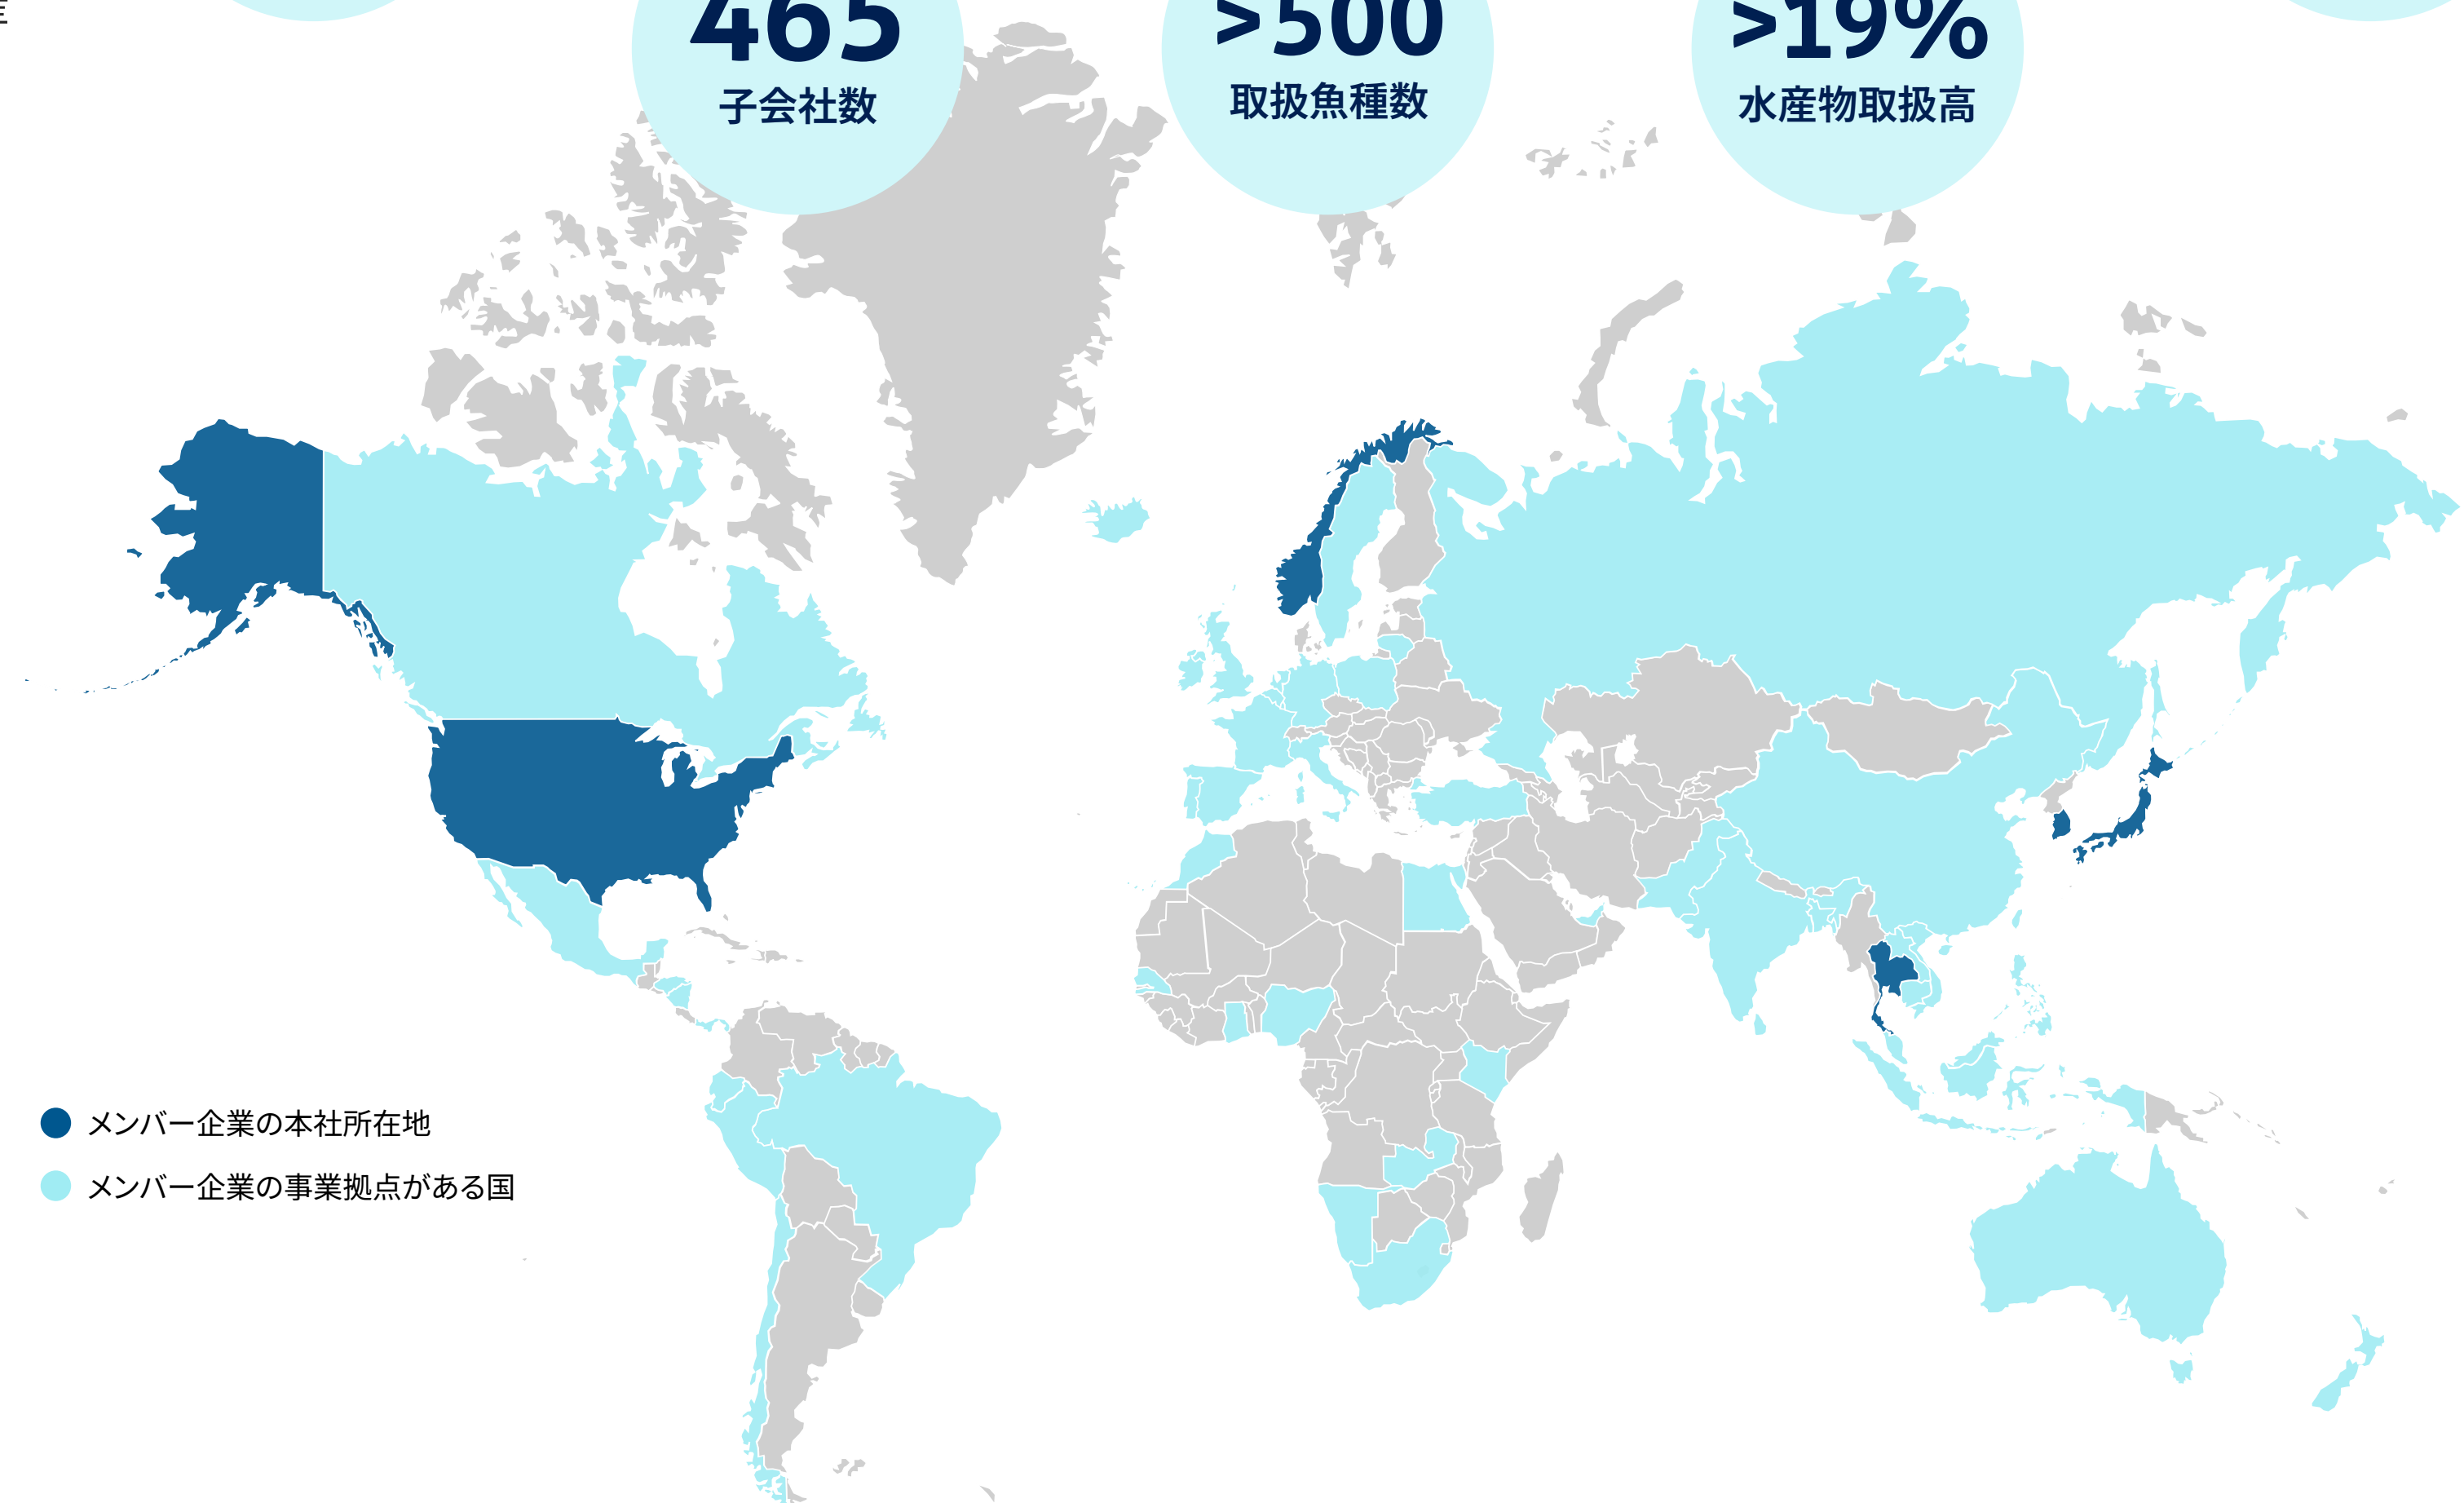 465
子会社数
>500
取扱魚種数
>19%
水産物取扱高
メンバー企業の本社所在地
メンバー企業の事業拠点がある国